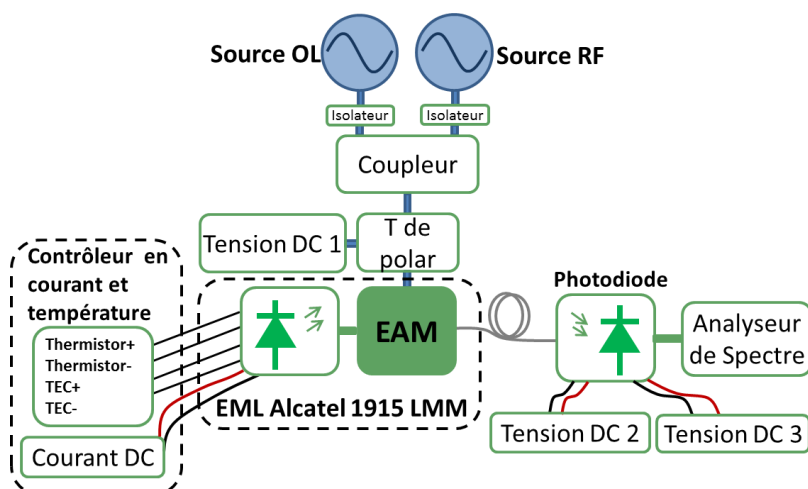 Source OL
Source RF
Isolateur
Isolateur
Coupleur
Tension DC 1
T de
polar
Contrôleur en
courant et
température
Thermistor+
Thermistor-
TEC+
TEC-
Courant DC
EAM
EML Alcatel 1915 LMM
Photodiode
Analyseur
de Spectre
Tension DC 2
Tension DC 3